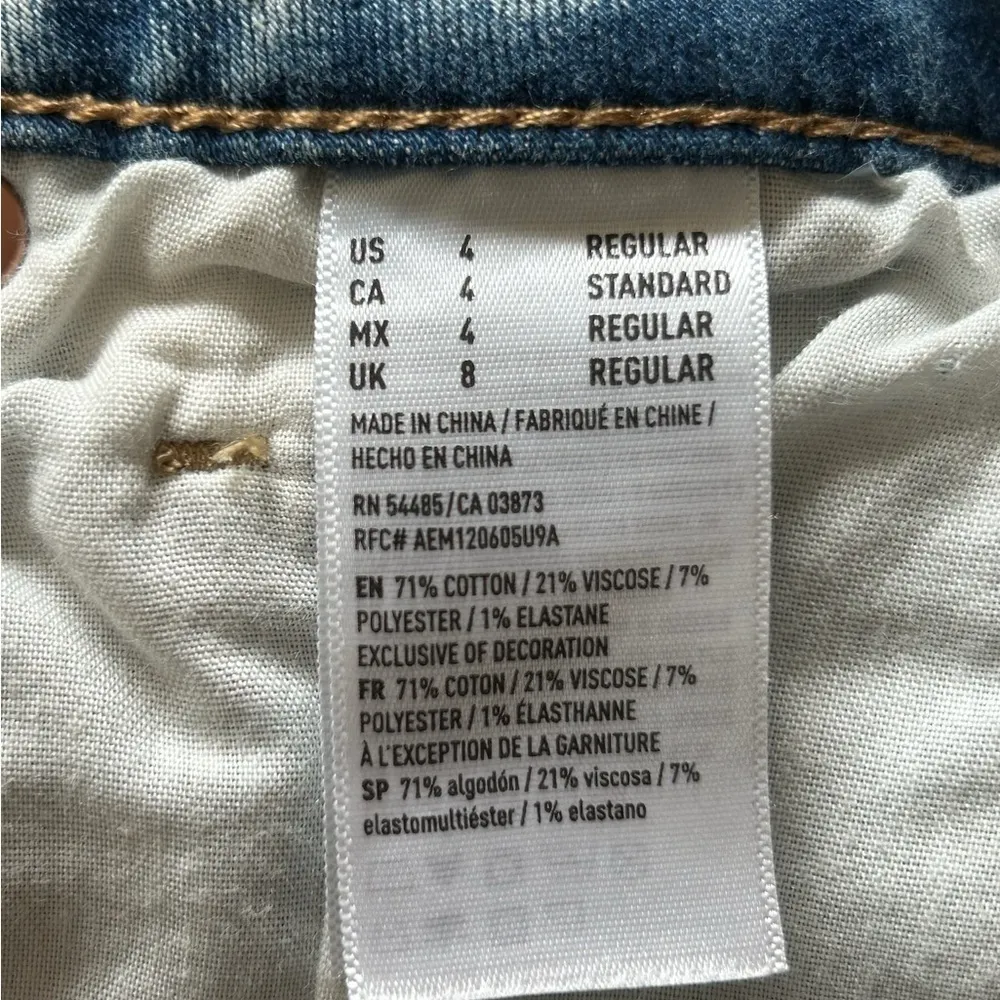 US 4 REGULAR
CA 4 STANDARD
MX 4 REGULAR
UK 8 REGULAR
MADE IN CHINA / FABRIQUÉ EN CHINE /
HECHO EN CHINA
RN 54485/CA 03873
RFC# AEM120605U9A
EN 71% COTTON / 21% VISCOSE / 7%
POLYESTER / 1% ELASTANE
EXCLUSIVE OF DECORATION
FR 71% COTON / 21% VISCOSE / 7%
POLYESTER / 1% ÉLASTHANNE
À L'EXCEPTION DE LA GARNITURE
SP 71% algodón / 21% viscosa / 7%
elastomultiéster / 1% elastano